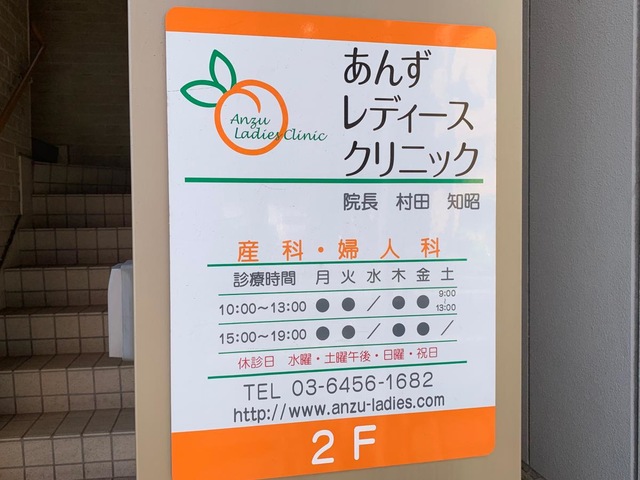 Anzu
Ladies Clinic
あんず
レディース
クリニック
院長 村田 知昭
産科・婦人科
診療時間 月 火 水 木 金 土
10:00～13:00 ● ● ／ ● ● 9:00～13:00
15:00～19:00 ● ● ／ ● ● ／
休診日 水曜・土曜午後・日曜・祝日
TEL 03-6456-1682
http://www.anzu-ladies.com
2F